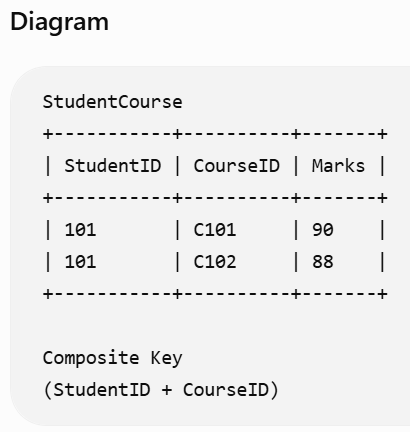 Diagram
StudentCourse
+-----------+----------+-------+
| StudentID | CourseID | Marks |
+-----------+----------+-------+
| 101       | C101     | 90    |
| 101       | C102     | 88    |
+-----------+----------+-------+
Composite Key
(StudentID + CourseID)